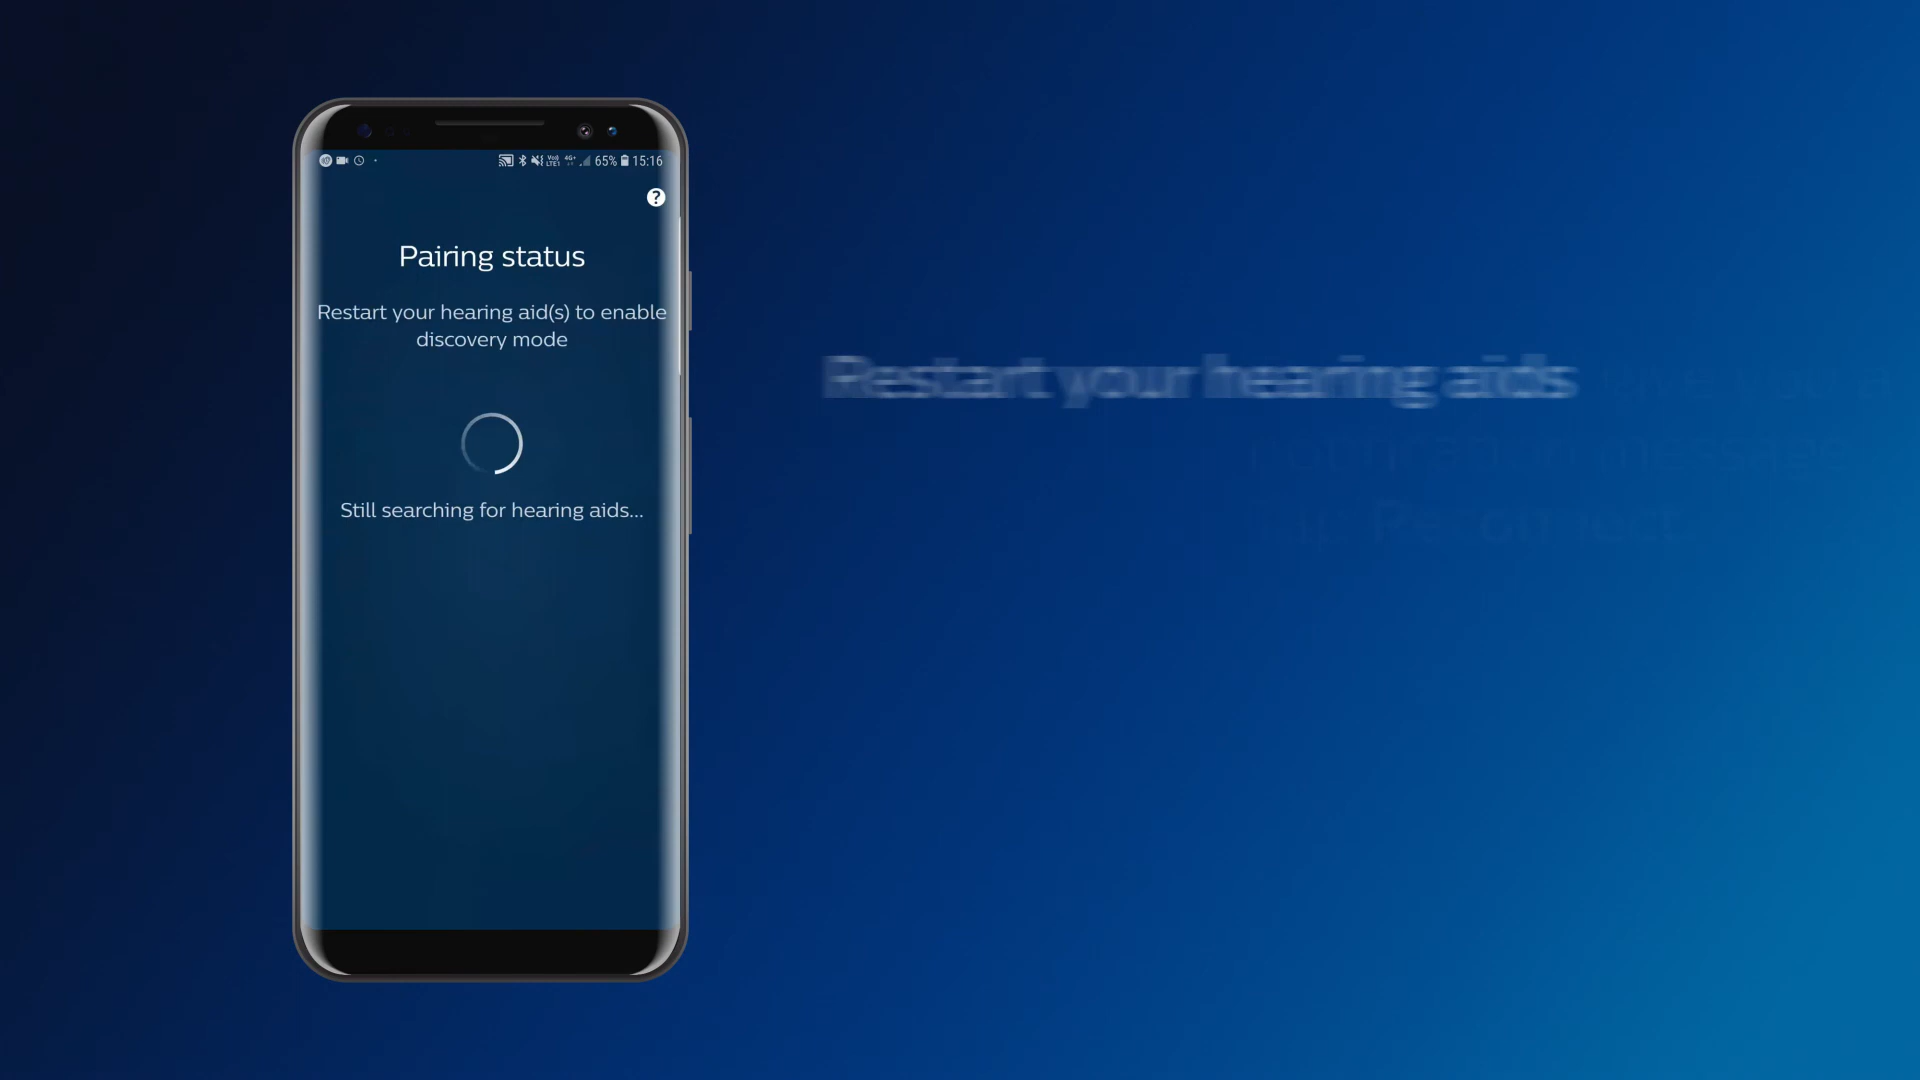 65% 15:16
?
Pairing status
Restart your hearing aid(s) to enable
discovery mode
Still searching for hearing aids...
Restart your hearing aids
message